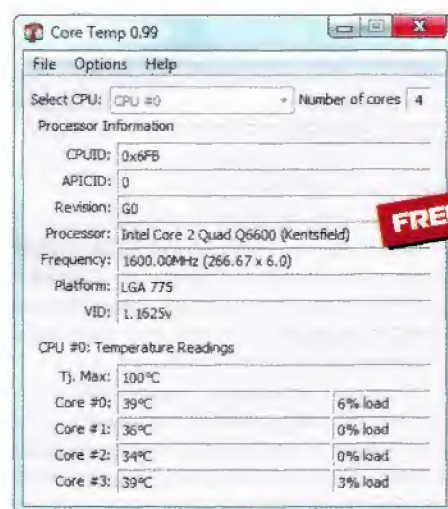 Core Temp 0.99
File Options Help
Select CPU: CPU #0 Number of cores 4
Processor Information
CPUID: 0x6FB
APICID: 0
Revision: G0
FREE
Processor: Intel Core 2 Quad Q6600 (Kentsfield)
Frequency: 1600.00MHz (266.67 x 6.0)
Platform: LGA 775
VID: 1.1625v
CPU #0: Temperature Readings
Tj. Max: 100°C
Core #0: 39°C 6% load
Core #1: 36°C 0% load
Core #2: 34°C 0% load
Core #3: 39°C 3% load